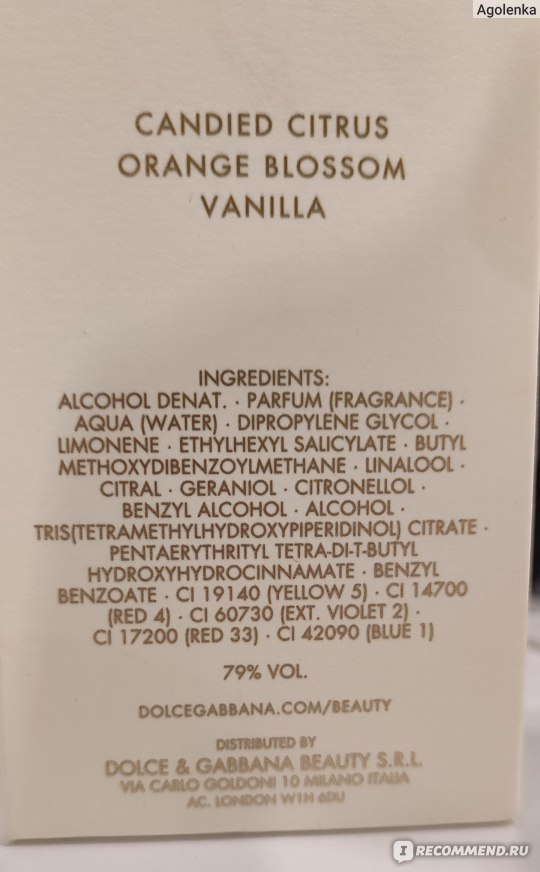 Agolenka
CANDIED CITRUS
ORANGE BLOSSOM
VANILLA
INGREDIENTS:
ALCOHOL DENAT. · PARFUM (FRAGRANCE) ·
AQUA (WATER) · DIPROPYLENE GLYCOL ·
LIMONENE · ETHYLHEXYL SALICYLATE · BUTYL
METHOXYDIBENZOYLMETHANE · LINALOOL ·
CITRAL · GERANIOL · CITRONELLOL ·
BENZYL ALCOHOL · ALCOHOL ·
TRIS(TETRAMETHYLHYDROXYPIPERIDINOL) CITRATE ·
PENTAERYTHRITYL TETRA-DI-T-BUTYL
HYDROXYHYDROCINNAMATE · BENZYL
BENZOATE · CI 19140 (YELLOW 5) · CI 14700
(RED 4) · CI 60730 (EXT. VIOLET 2) ·
CI 17200 (RED 33) · CI 42090 (BLUE 1)
79% VOL.
DOLCEGABBANA.COM/BEAUTY
DISTRIBUTED BY
DOLCE & GABBANA BEAUTY S.R.L
VIA CARLO GOLDONI 10 MILANO ITALIA
AC. LONDON W1H 6DU
IRECOMMEND.RU